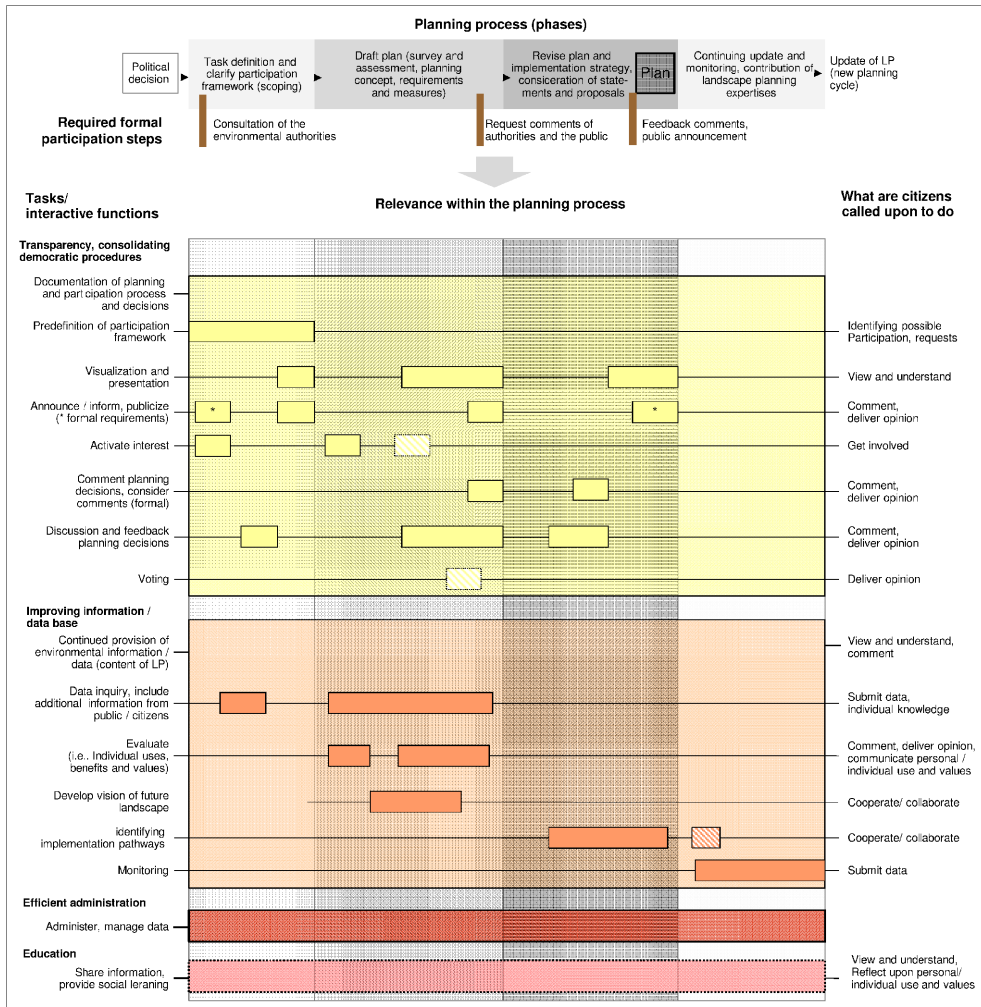 Planning process (phases)
Political
decision
Task definition and
clarify participation
framework (scoping)
Draft plan (survey and
assessment, planning
concept, requirements
and measures)
Revise plan and
implementation strategy,
consiceration of state-
ments and proposals
Plan
Continuing update and
monitoring, contribution of
landscape planning
expertises
Update of LP
(new planning
cycle)
Required formal
participation steps
Consultation of the
environmental authorities
Request comments of
authorities and the public
Feedback comments,
public announcement
Tasks/
interactive functions
Relevance within the planning process
What are citizens
called upon to do
Transparency, consolidating
democratic procedures
Documentation of planning
and participation process
and decisions
Predefinition of participation
framework
Identifying possible
Participation, requests
Visualization and
presentation
View and understand
Announce / inform, publicize
(* formal requirements)
*
*
Comment,
deliver opinion
Activate interest
Get involved
Comment planning
decisions, consider
comments (formal)
Comment,
deliver opinion
Discussion and feedback
planning decisions
Comment,
deliver opinion
Voting
Deliver opinion
Improving information /
data base
Continued provision of
environmental information /
data (content of LP)
View and understand,
comment
Data inquiry, include
additional information from
public / citizens
Submit data,
individual knowledge
Evaluate
(i.e.. Individual uses,
benefits and values)
Comment, deliver opinion,
communicate personal /
individual use and values
Develop vision of future
landscape
Cooperate/ collaborate
identifying
implementation pathways
Cooperate/ collaborate
Monitoring
Submit data
Efficient administration
Administer, manage data
Education
Share information,
provide social leraning
View and understand,
Reflect upon personal/
individual use and values